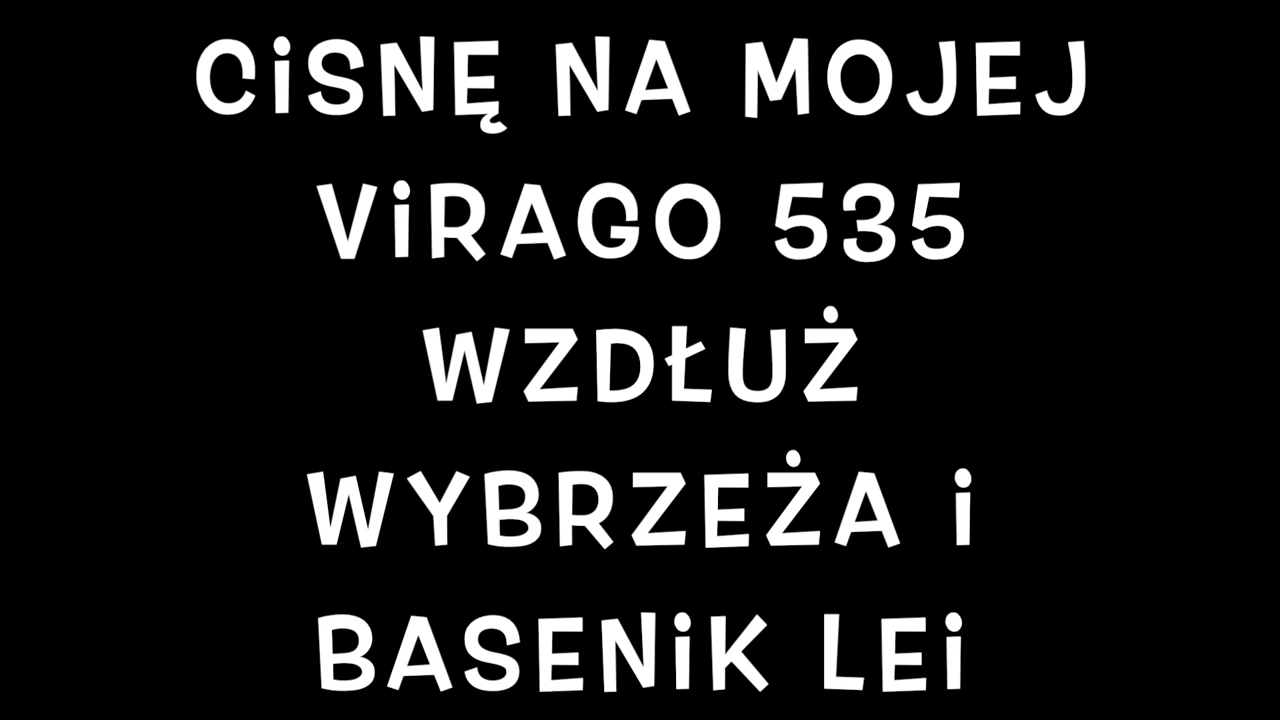 CiSNĘ NA MOJEJ
ViRAGO 535
WZDŁUŻ
WYBRZEŻA i
BASENiK LEi